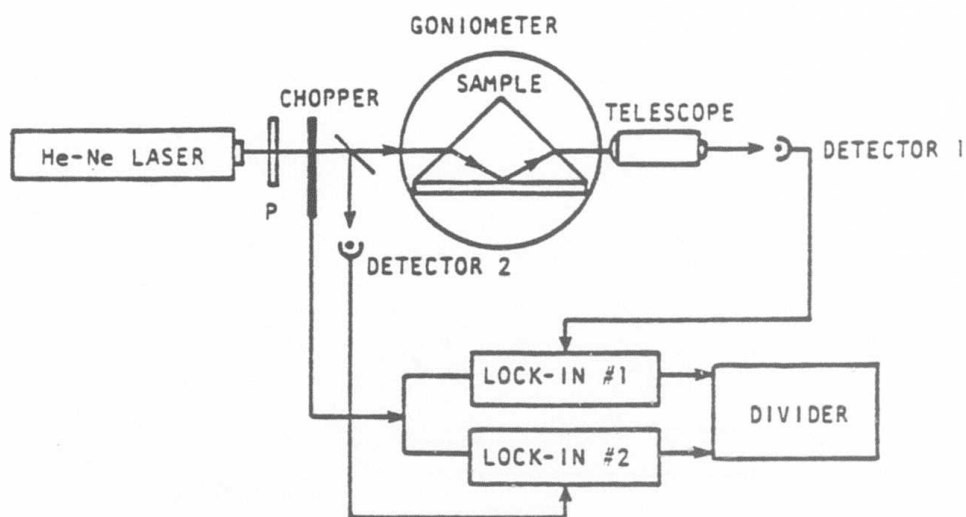 GONIOMETER
SAMPLE
CHOPPER
TELESCOPE
He-Ne LASER
DETECTOR 1
P
DETECTOR 2
LOCK-IN #1
DIVIDER
LOCK-IN #2